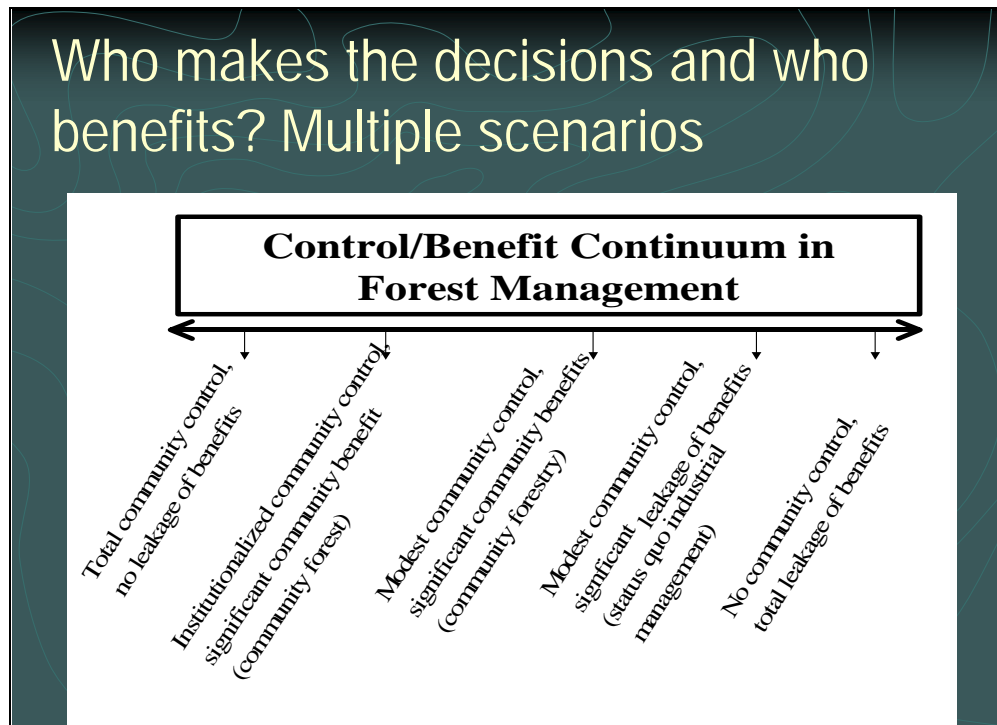 Who makes the decisions and who
benefits? Multiple scenarios
Control/Benefit Continuum in
Forest Management
Total community control,
no leakage of benefits
Institutionalized community control,
significant community benefit
(community forest)
Modest community control,
significant community benefits
(community forestry)
Modest community control,
signficant leakage of benefits
(status quo industrial
management)
No community control,
total leakage of benefits